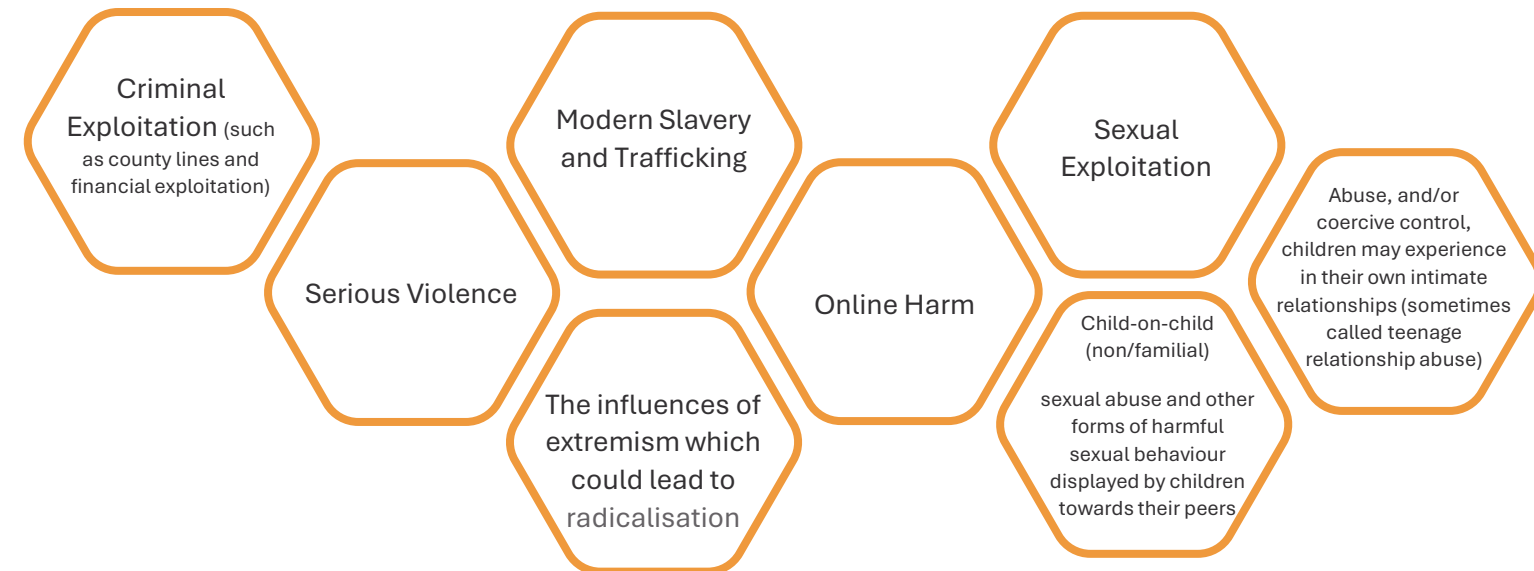 Criminal
Exploitation (such
as county lines and
financial exploitation)
Serious Violence
Modern Slavery
and Trafficking
The influences of
extremism which
could lead to
radicalisation
Online Harm
Sexual
Exploitation
Child-on-child
(non/familial)
sexual abuse and other
forms of harmful
sexual behaviour
displayed by children
towards their peers
Abuse, and/or
coercive control,
children may experience
in their own intimate
relationships (sometimes
called teenage
relationship abuse)